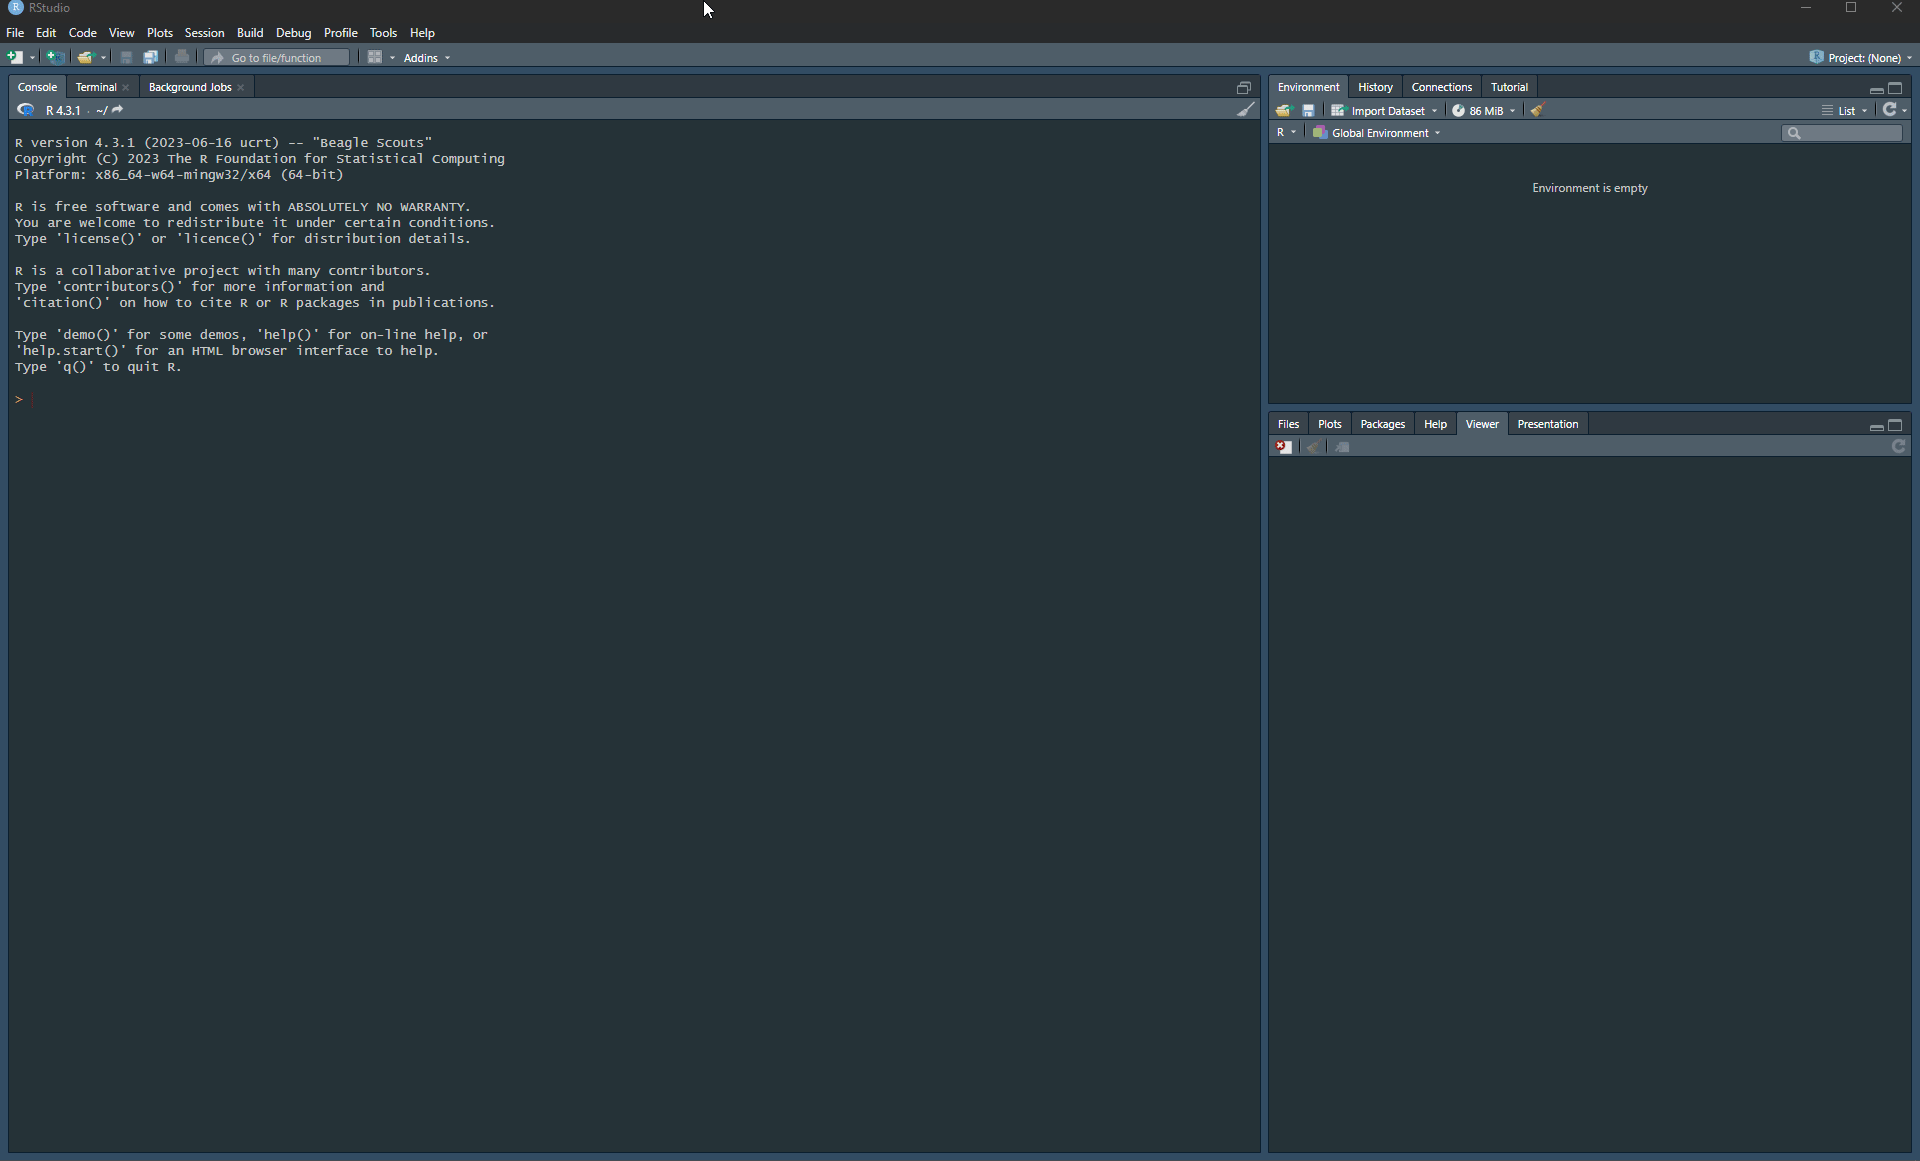 RStudio
File Edit Code View Plots Session Build Debug Profile Tools Help
Go to file/function Addins Project: (None)
Console Terminal Background Jobs
R 4.3.1 · ~/
R version 4.3.1 (2023-06-16 ucrt) -- "Beagle Scouts"
Copyright (C) 2023 The R Foundation for Statistical Computing
Platform: x86_64-w64-mingw32/x64 (64-bit)
R is free software and comes with ABSOLUTELY NO WARRANTY.
You are welcome to redistribute it under certain conditions.
Type 'license()' or 'licence()' for distribution details.
R is a collaborative project with many contributors.
Type 'contributors()' for more information and
'citation()' on how to cite R or R packages in publications.
Type 'demo()' for some demos, 'help()' for on-line help, or
'help.start()' for an HTML browser interface to help.
Type 'q()' to quit R.
>
Environment History Connections Tutorial
Import Dataset 86 MiB List
R Global Environment
Environment is empty
Files Plots Packages Help Viewer Presentation